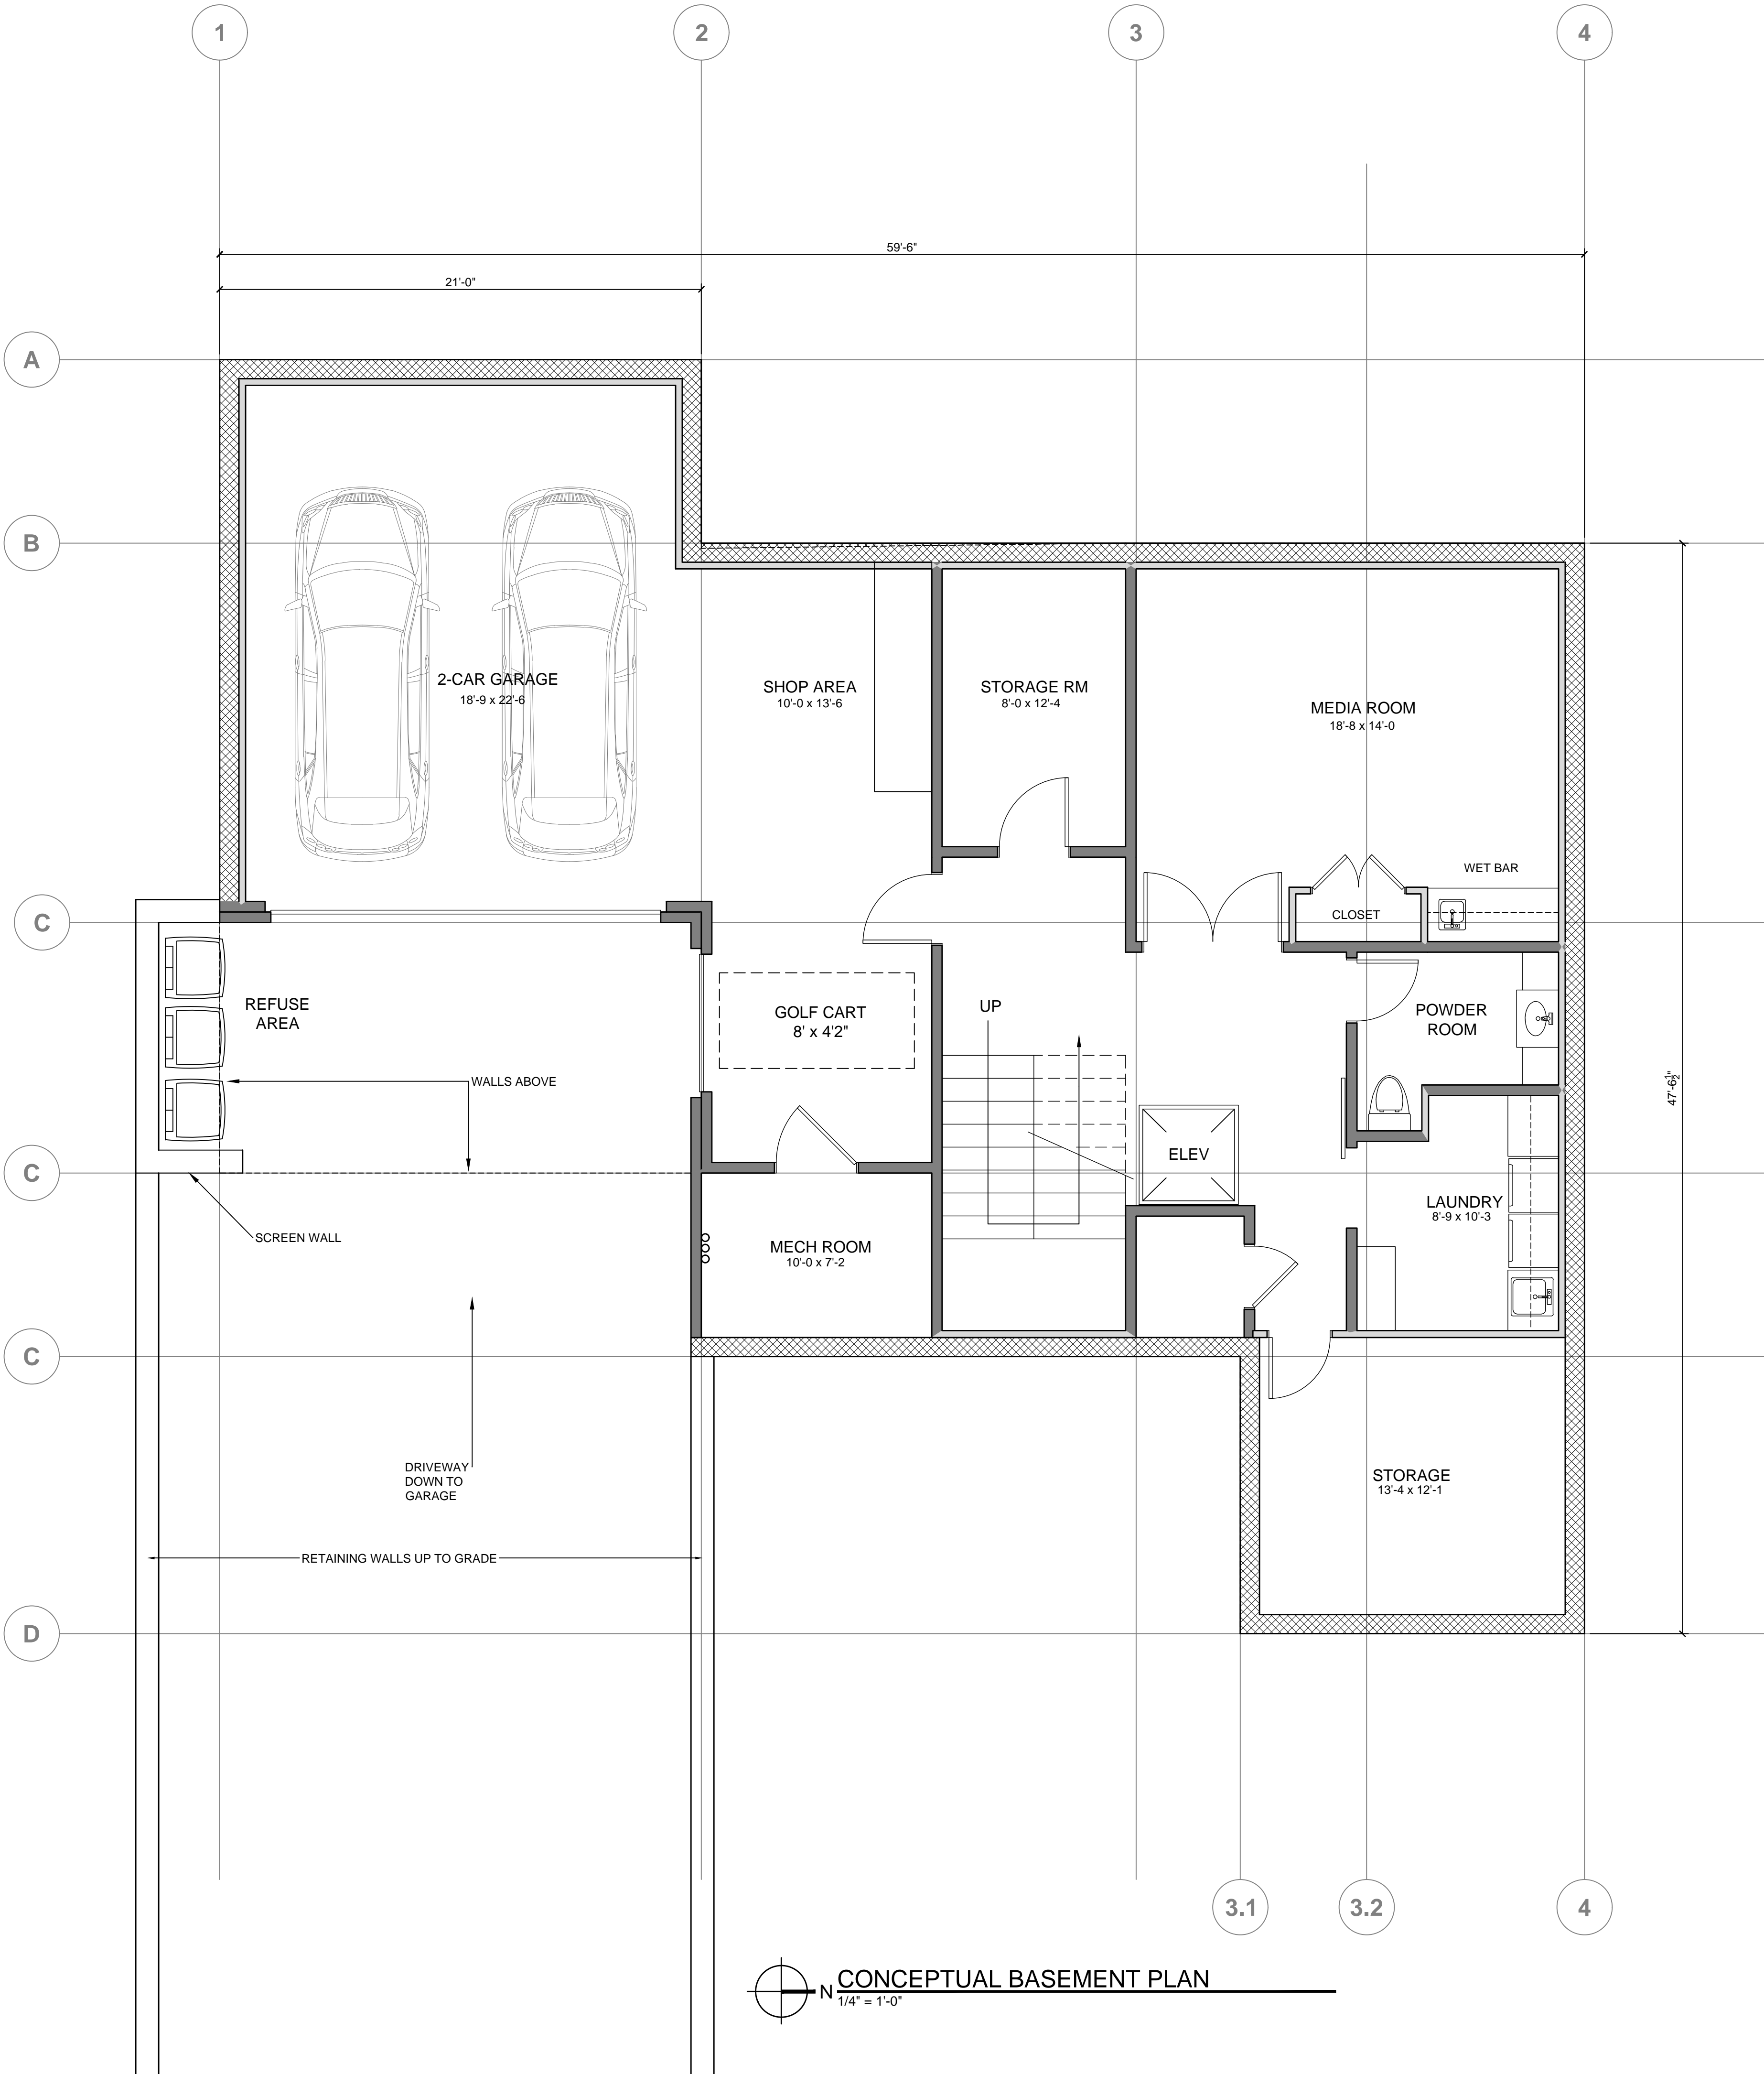 1
2
3
4
59'-6"
21'-0"
A
B
2-CAR GARAGE
18'-9 x 22'-6
SHOP AREA
10'-0 x 13'-6
STORAGE RM
8'-0 x 12'-4
MEDIA ROOM
18'-8 x 14'-0
WET BAR
CLOSET
C
REFUSE
AREA
GOLF CART
8' x 4'2"
UP
POWDER
ROOM
WALLS ABOVE
47'-6½"
ELEV
C
LAUNDRY
8'-9 x 10'-3
SCREEN WALL
MECH ROOM
10'-0 x 7'-2
C
DRIVEWAY
DOWN TO
GARAGE
STORAGE
13'-4 x 12'-1
RETAINING WALLS UP TO GRADE
D
3.1
3.2
4
N
CONCEPTUAL BASEMENT PLAN
1/4" = 1'-0"